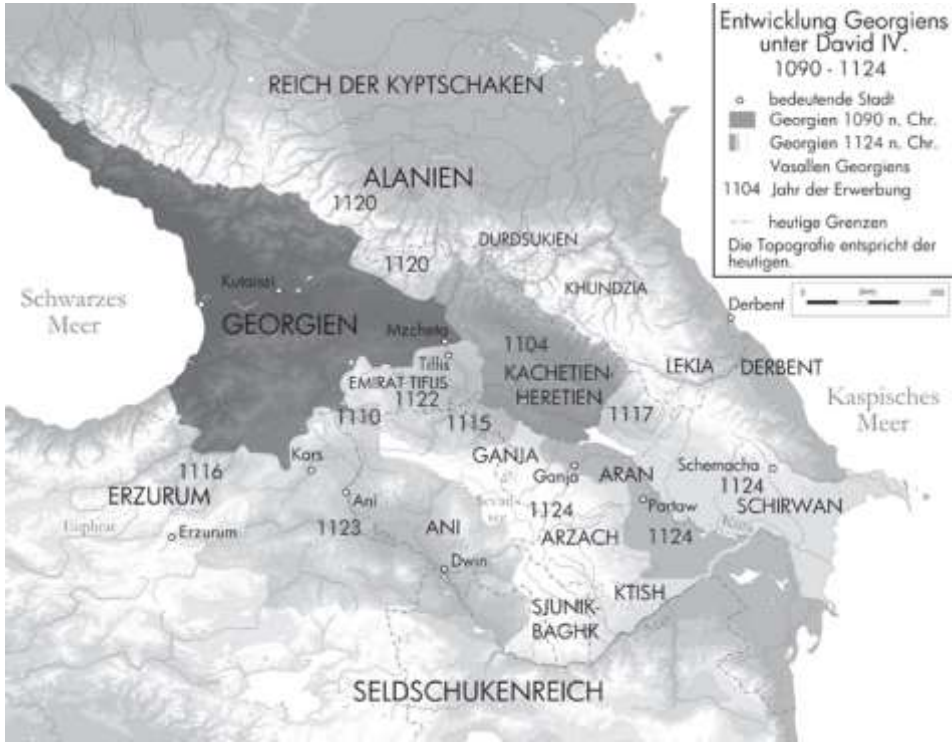 Entwicklung Georgiens
unter David IV.
1090 - 1124
bedeutende Stadt
Georgien 1090 n. Chr.
Georgien 1124 n. Chr.
Vasallen Georgiens
1104 Jahr der Erwerbung
heutige Grenzen
Die Topografie entspricht der
heutigen.
REICH DER KYPTSCHAKEN
ALANIEN
1120
DURDSUKIEN
1120
KHUNDZIA
Schwarzes
Meer
Kutaissi
Derbent
GEORGIEN
Mzcheta
1104
Tiflis
LEKIA
DERBENT
EMIRAT TIFLIS
KACHETIEN-
HERETIEN
1122
Kaspisches
Meer
1110
1115
1117
GANJA
Kars
1116
Ganja
ARAN
Schemacha
1124
ERZURUM
Ani
Partaw
SCHIRWAN
1124
Euphrat
Erzurum
1123
ANI
ARZACH
1124
Dwin
KTISH
SJUNIK-
BAGHK
SELDSCHUKENREICH